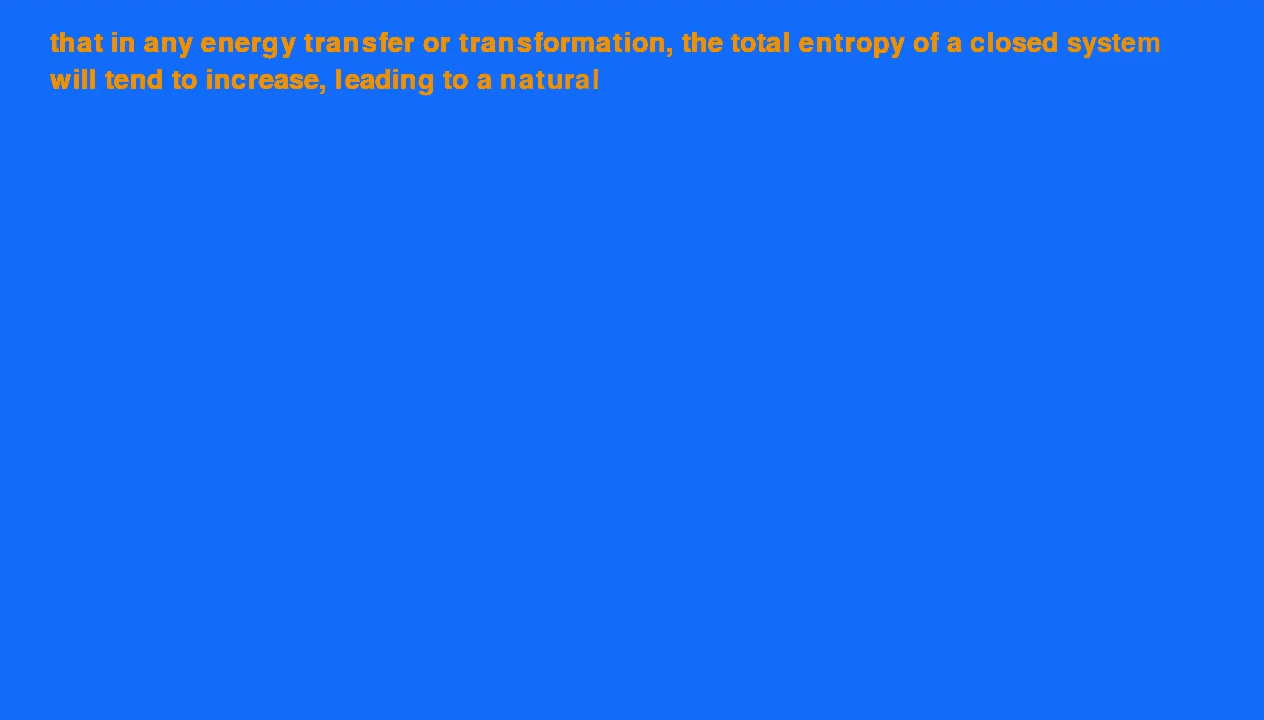 that in any energy transfer or transformation, the total entropy of a closed system
will tend to increase, leading to a natural